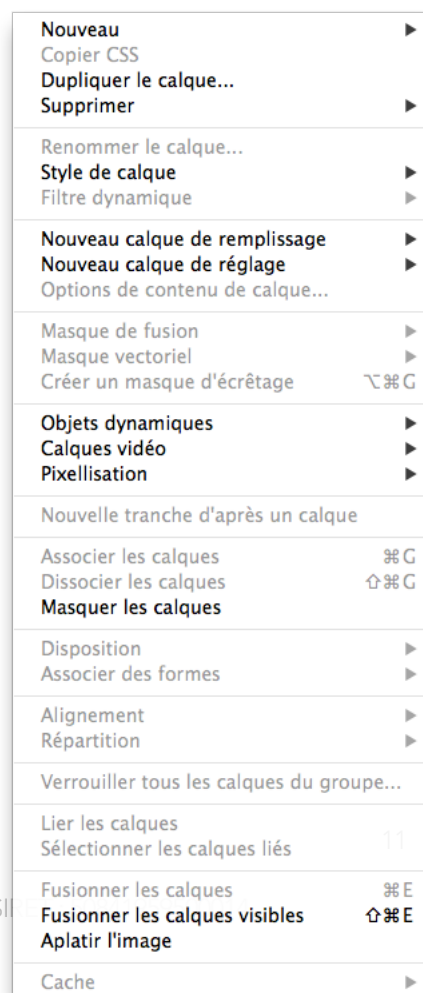 Nouveau
Copier CSS
Dupliquer le calque...
Supprimer
Renommer le calque...
Style de calque
Filtre dynamique
Nouveau calque de remplissage
Nouveau calque de réglage
Options de contenu de calque...
Masque de fusion
Masque vectoriel
Créer un masque d'écrêtage ⌥⌘G
Objets dynamiques
Calques vidéo
Pixellisation
Nouvelle tranche d'après un calque
Associer les calques ⌘G
Dissocier les calques ⇧⌘G
Masquer les calques
Disposition
Associer des formes
Alignement
Répartition
Verrouiller tous les calques du groupe...
Lier les calques
11
Sélectionner les calques liés
Fusionner les calques ⌘E
Fusionner les calques visibles ⇧⌘E
Aplatir l'image
Cache